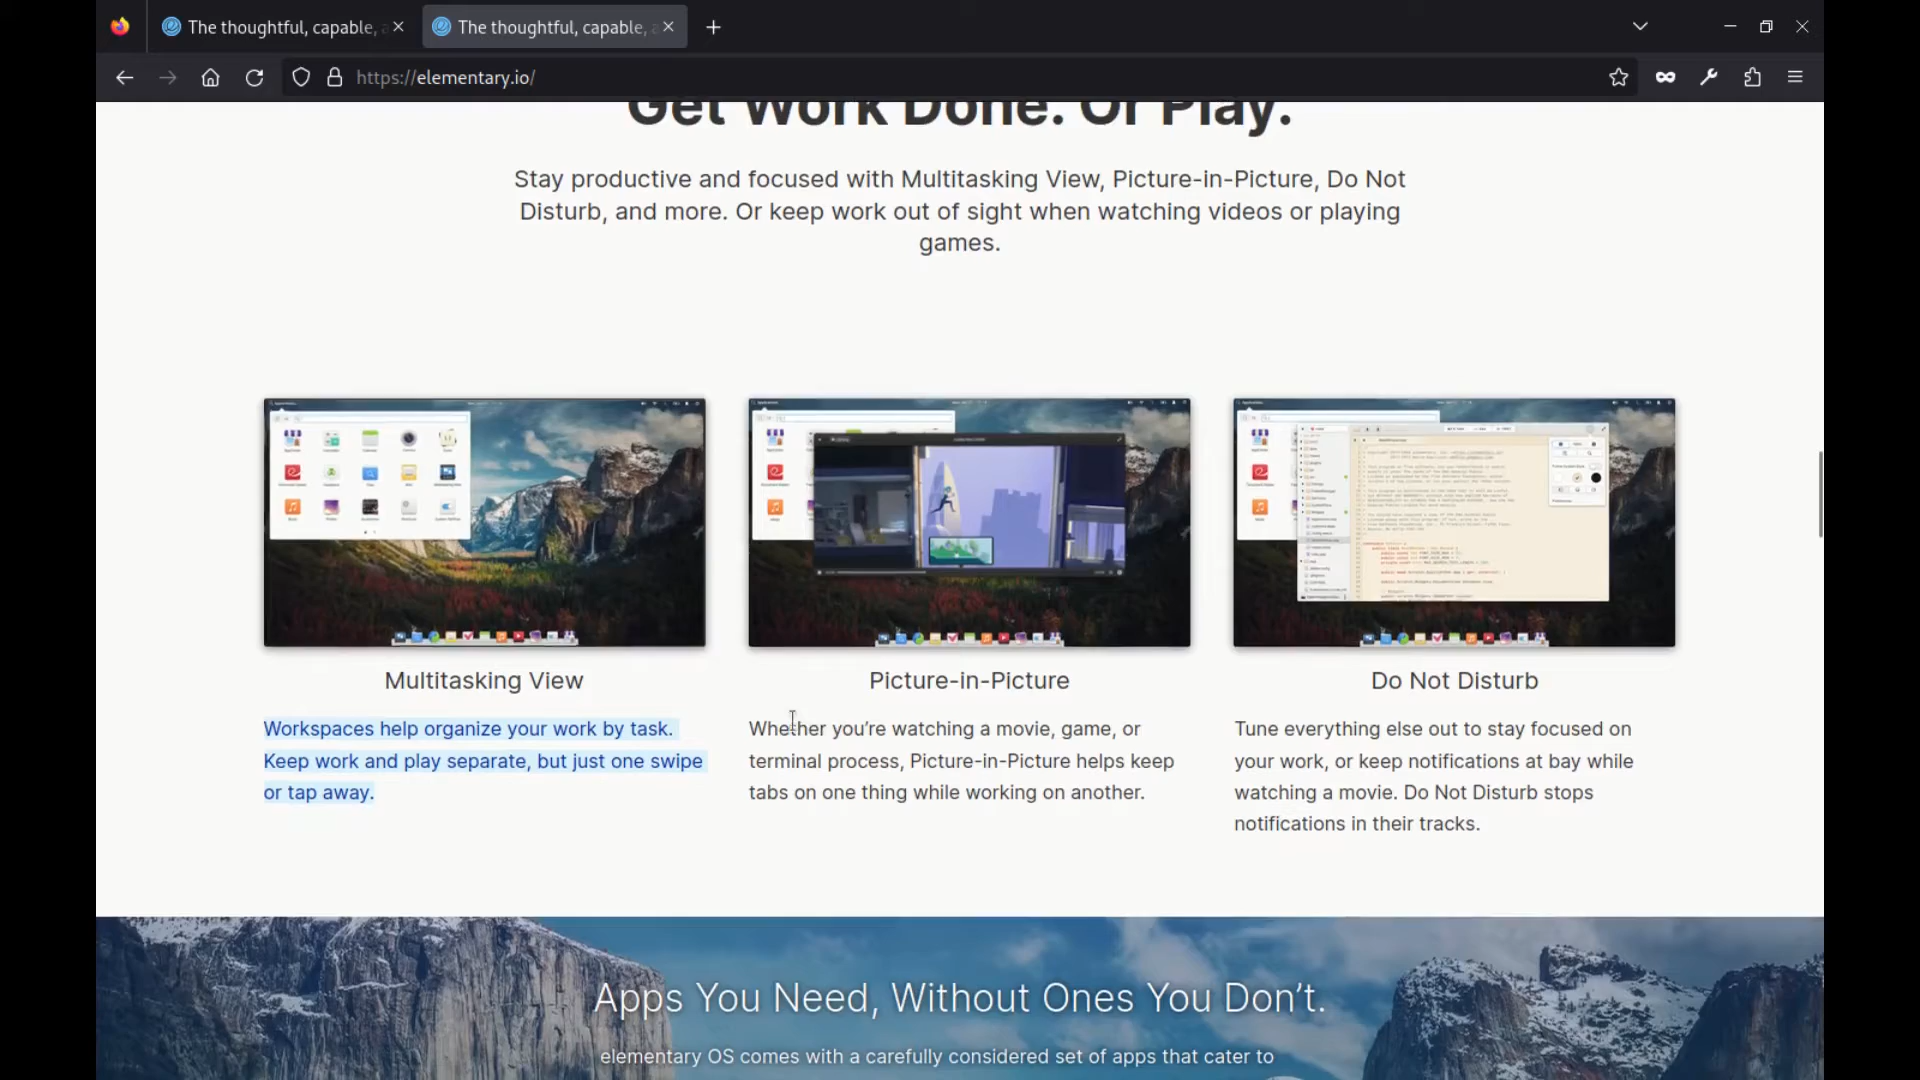 The thoughtful, capable, a
The thoughtful, capable, a
https://elementary.io/
Get Work Done. Or Play.
Stay productive and focused with Multitasking View, Picture-in-Picture, Do Not
Disturb, and more. Or keep work out of sight when watching videos or playing
games.
Multitasking View
Workspaces help organize your work by task.
Keep work and play separate, but just one swipe
or tap away.
Picture-in-Picture
Whether you’re watching a movie, game, or
terminal process, Picture-in-Picture helps keep
tabs on one thing while working on another.
Do Not Disturb
Tune everything else out to stay focused on
your work, or keep notifications at bay while
watching a movie. Do Not Disturb stops
notifications in their tracks.
Apps You Need, Without Ones You Don’t.
elementary OS comes with a carefully considered set of apps that cater to